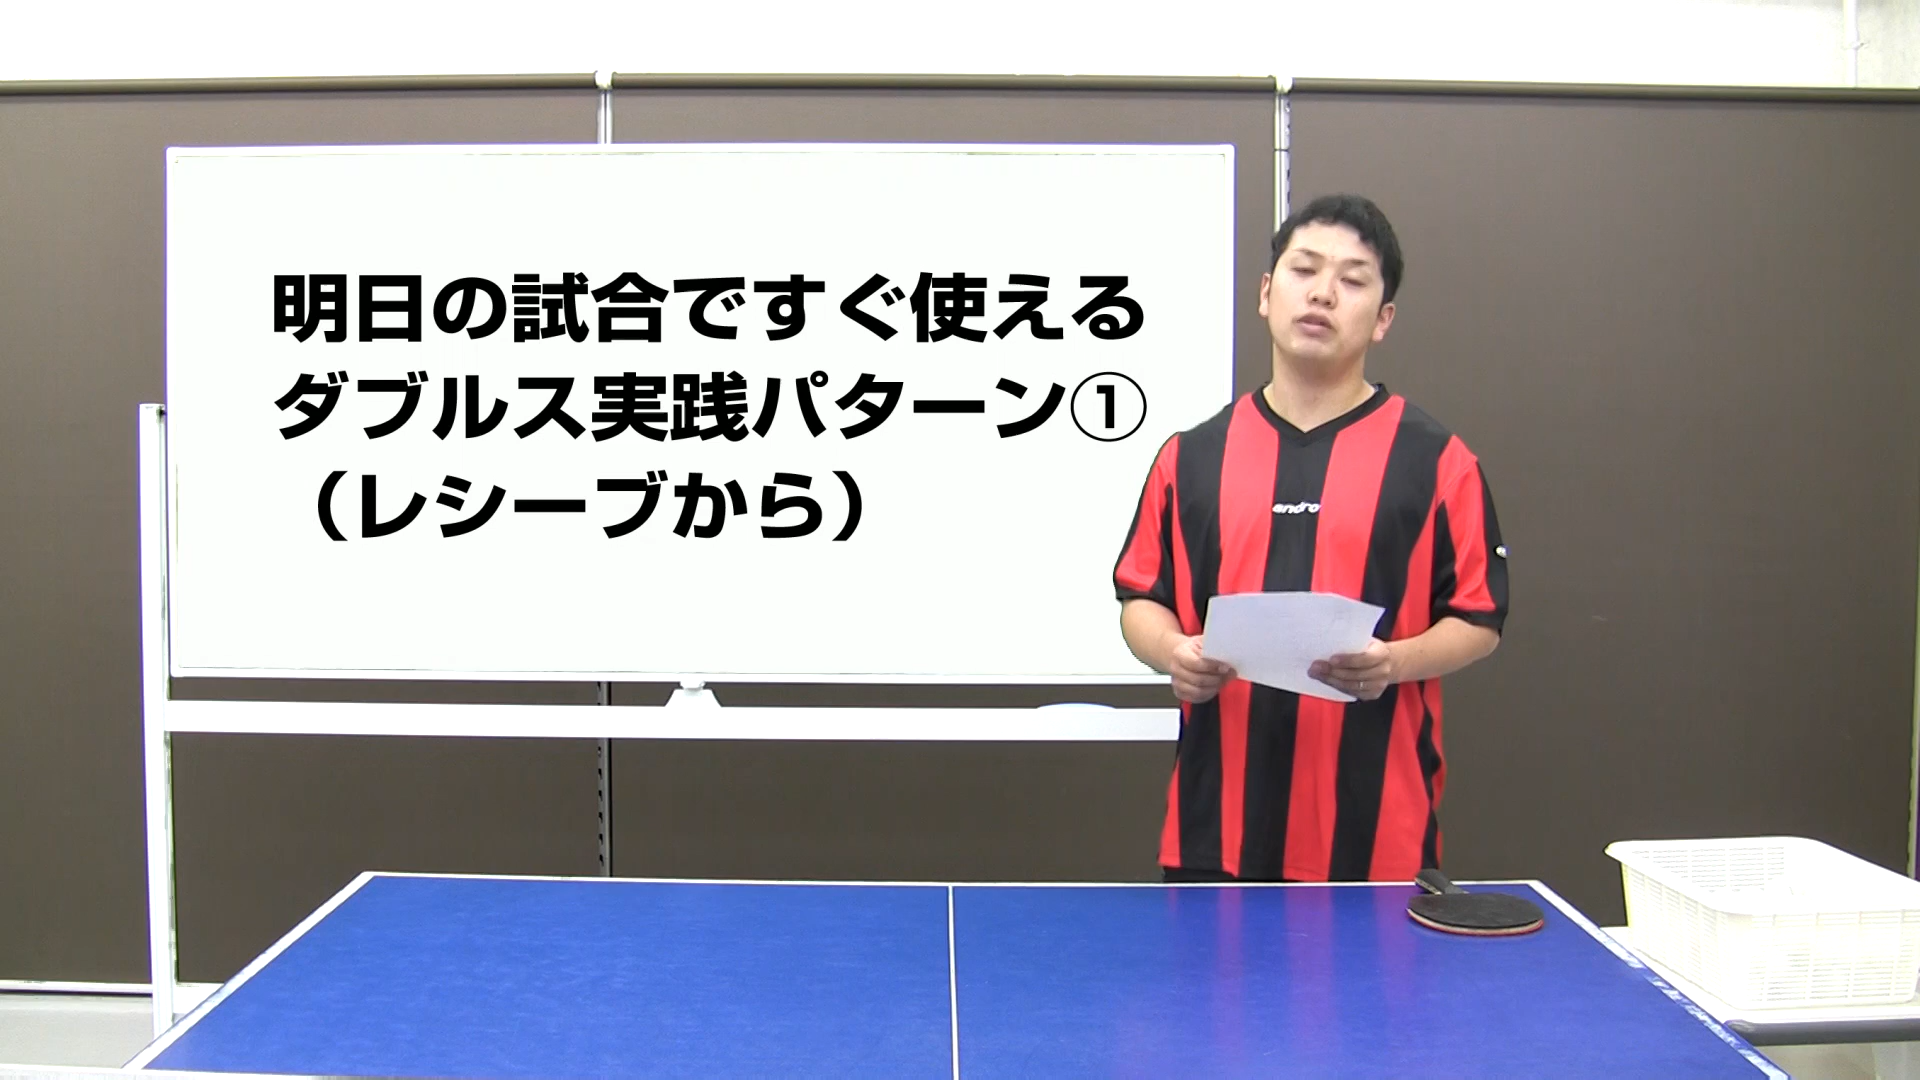 明日の試合ですぐ使える
ダブルス実践パターン①
（レシーブから）
andro